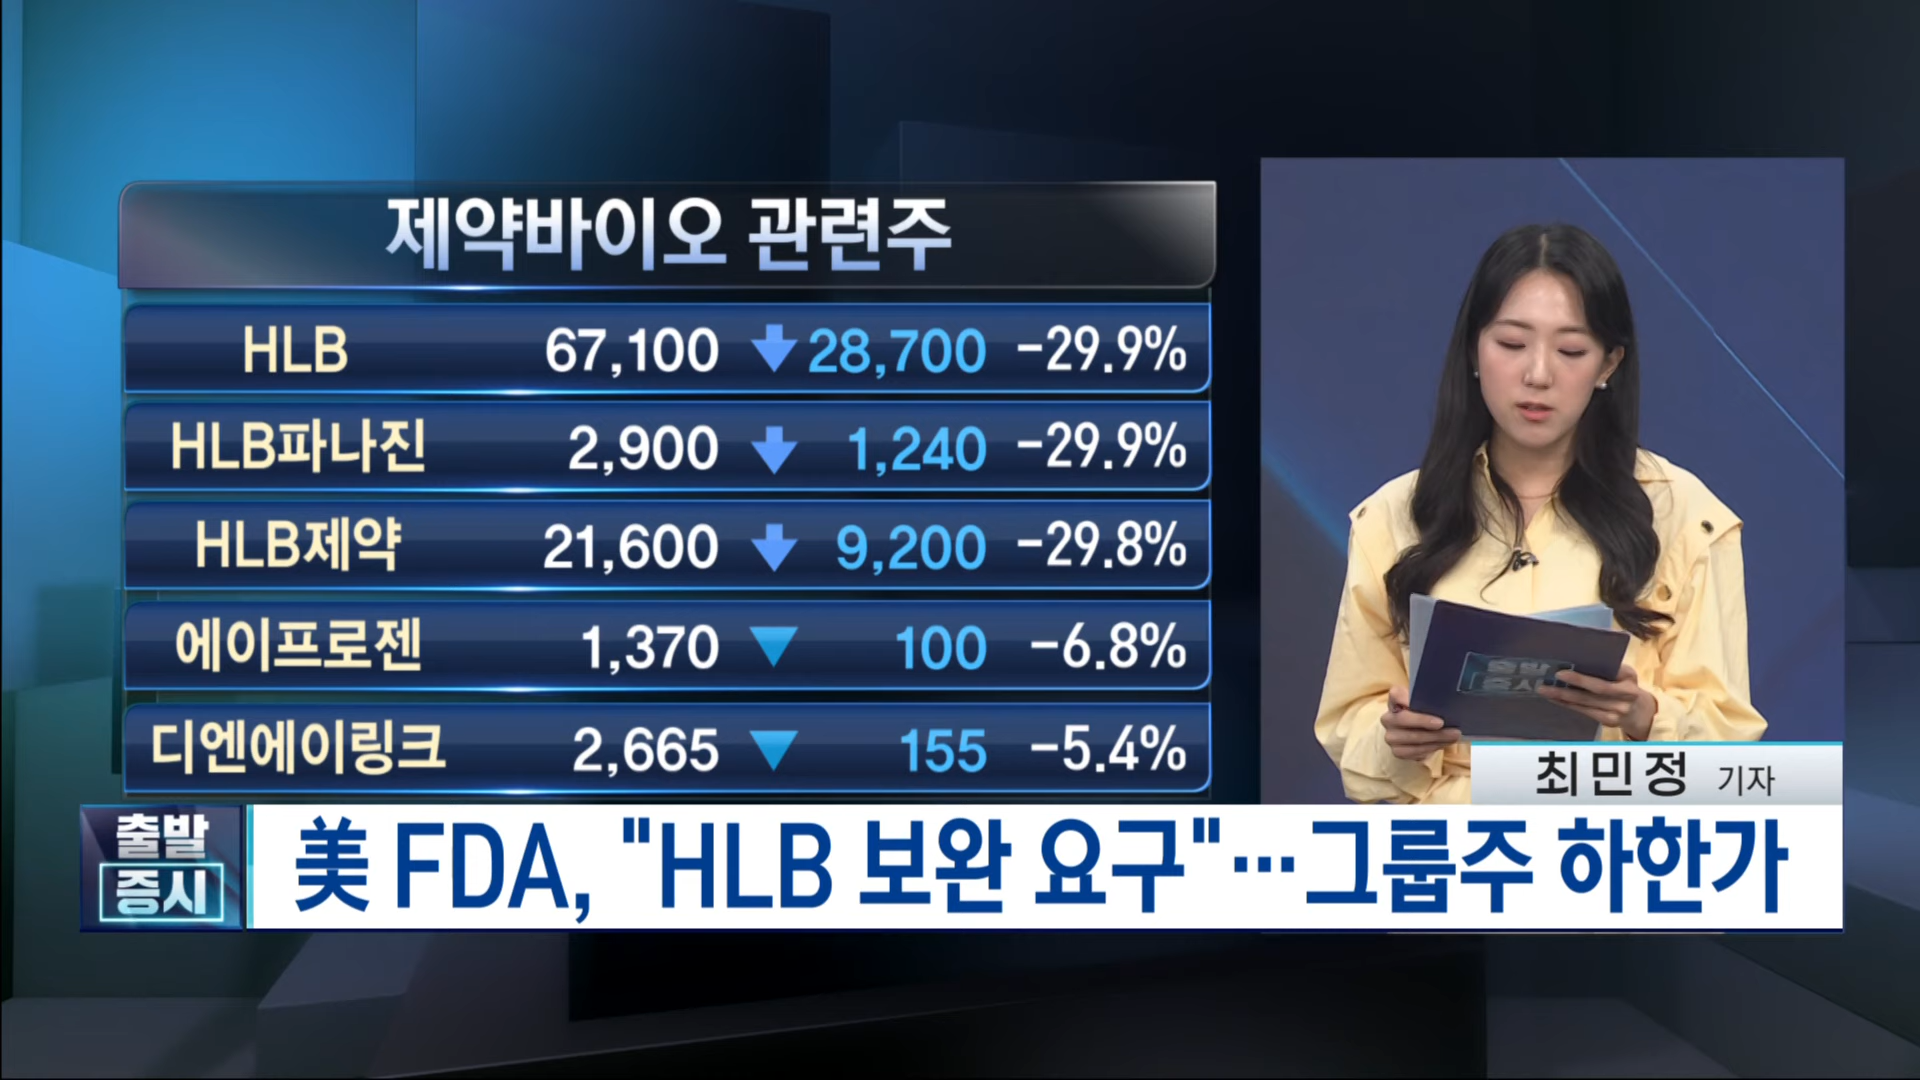 제약바이오 관련주
HLB 67,100 ⬇ 28,700 -29.9%
HLB파나진 2,900 ⬇ 1,240 -29.9%
HLB제약 21,600 ⬇ 9,200 -29.8%
에이프로젠 1,370 ▼ 100 -6.8%
디엔에이링크 2,665 ▼ 155 -5.4%
출발
증시
최민정 기자
출발
증시
美 FDA, "HLB 보완 요구"…그룹주 하한가